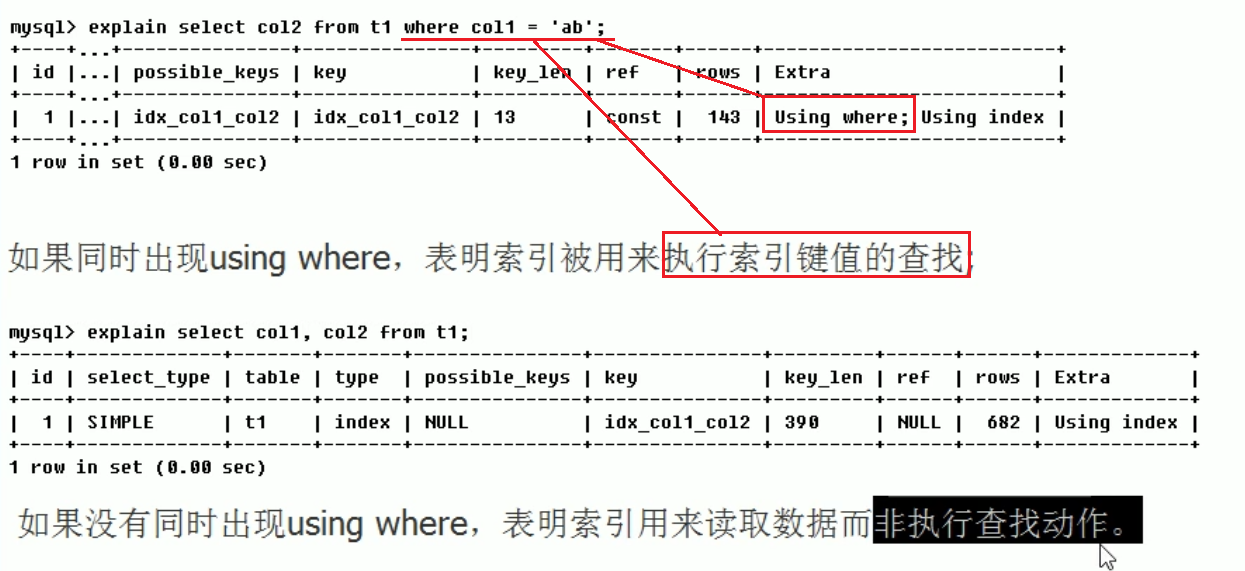 mysql> explain select col2 from t1 where col1 = 'ab';
+----+...+---------------+--------------+---------+-------+------+--------------------------+
| id |...| possible_keys | key | key_len | ref | rows | Extra |
+----+...+---------------+--------------+---------+-------+------+--------------------------+
| 1 |...| idx_col1_col2 | idx_col1_col2 | 13 | const | 143 | Using where; Using index |
+----+...+---------------+--------------+---------+-------+------+--------------------------+
1 row in set (0.00 sec)
如果同时出现using where，表明索引被用来执行索引键值的查找;
mysql> explain select col1, col2 from t1;
+----+-------------+-------+-------+---------------+--------------+---------+------+------+-------------+
| id | select_type | table | type | possible_keys | key | key_len | ref | rows | Extra |
+----+-------------+-------+-------+---------------+--------------+---------+------+------+-------------+
| 1 | SIMPLE | t1 | index | NULL | idx_col1_col2 | 390 | NULL | 682 | Using index |
+----+-------------+-------+-------+---------------+--------------+---------+------+------+-------------+
1 row in set (0.00 sec)
如果没有同时出现using where，表明索引用来读取数据而非执行查找动作。